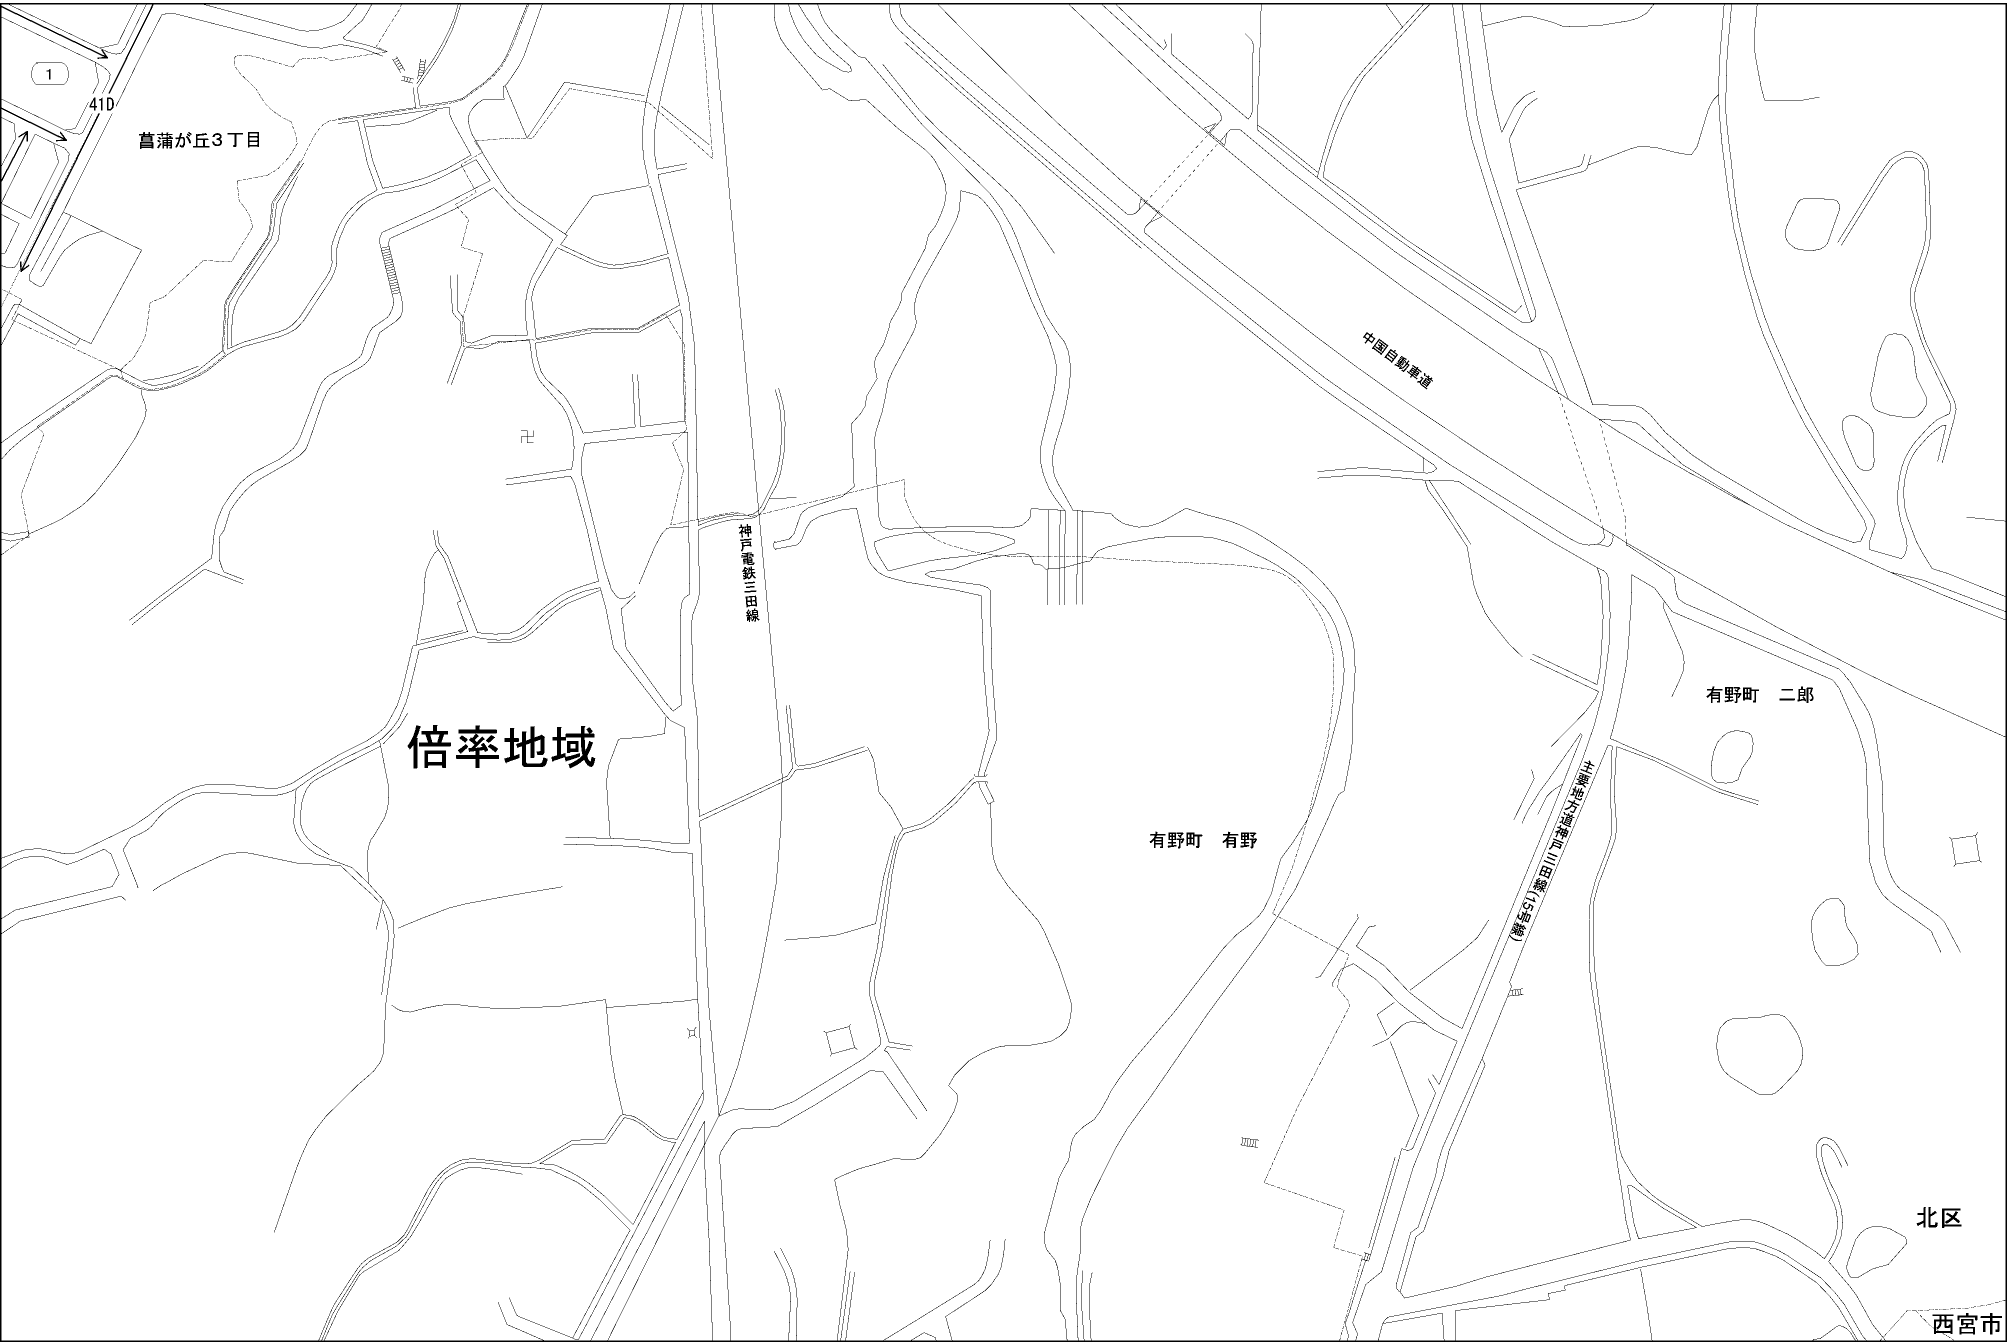 1
41D
菖蒲が丘3丁目
中国自動車道
神戸電鉄三田線
有野町　二郎
倍率地域
主要地方道神戸三田線(15号線)
有野町　有野
北区
西宮市